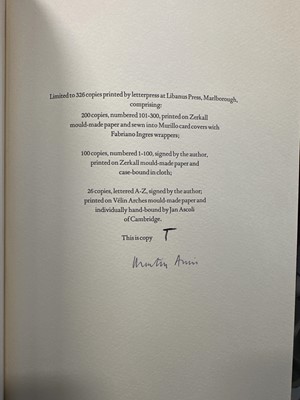 Limited to 326 copies printed by letterpress at Libanus Press, Marlborough,
comprising:
200 copies, numbered 101-300, printed on Zerkall
mould-made paper and sewn into Murillo card covers with
Fabriano Ingres wrappers;
100 copies, numbered 1-100, signed by the author,
printed on Zerkall mould-made paper and
case-bound in cloth;
26 copies, lettered A-Z, signed by the author;
printed on Vélin Arches mould-made paper and
individually hand-bound by Jan Ascoli
of Cambridge.
This is copy T